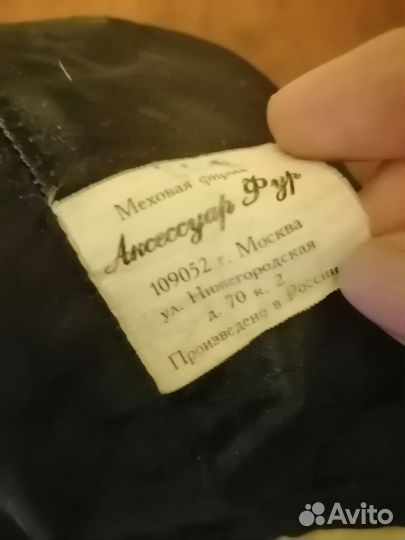 Меховая фирма
Аксессуар Фур
109052 г. Москва
ул. Нижегородская
д. 70 к. 2
Произведено в России
Avito